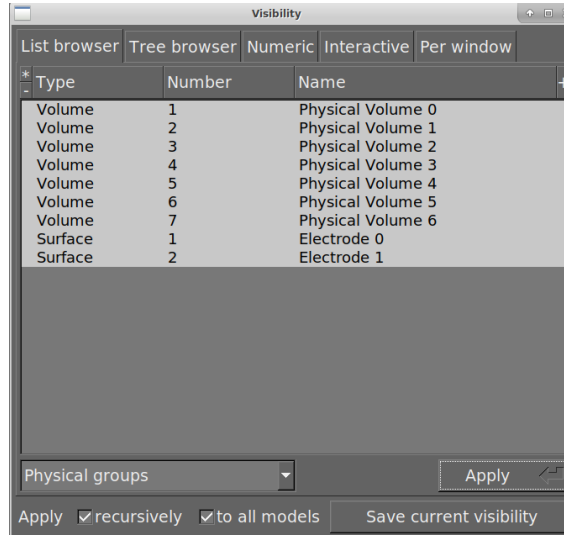 Visibility
List browser Tree browser Numeric Interactive Per window
* - Type Number Name +
Volume 1 Physical Volume 0
Volume 2 Physical Volume 1
Volume 3 Physical Volume 2
Volume 4 Physical Volume 3
Volume 5 Physical Volume 4
Volume 6 Physical Volume 5
Volume 7 Physical Volume 6
Surface 1 Electrode 0
Surface 2 Electrode 1
Physical groups Apply
Apply recursively to all models Save current visibility